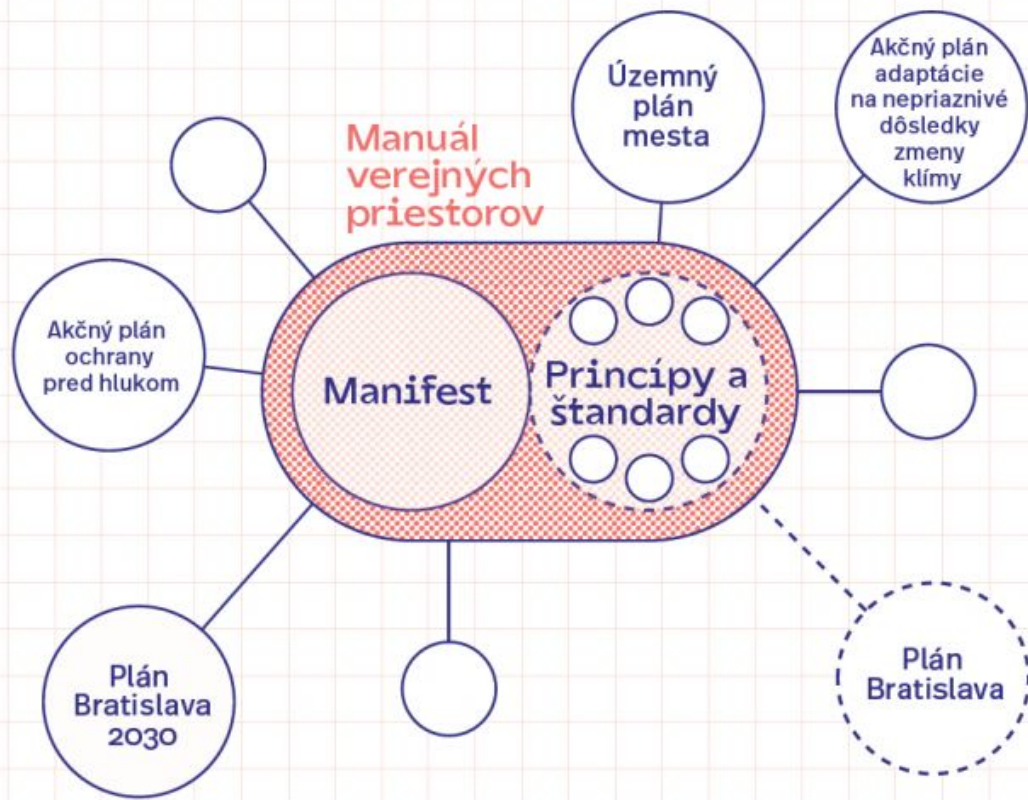 Manuál
verejných
priestorov
Územný
plán
mesta
Akčný plán
adaptácie
na nepriaznivé
dôsledky
zmeny
klímy
Akčný plán
ochrany
pred hlukom
Manifest
Princípy a
štandardy
Plán
Bratislava
2030
Plán
Bratislava